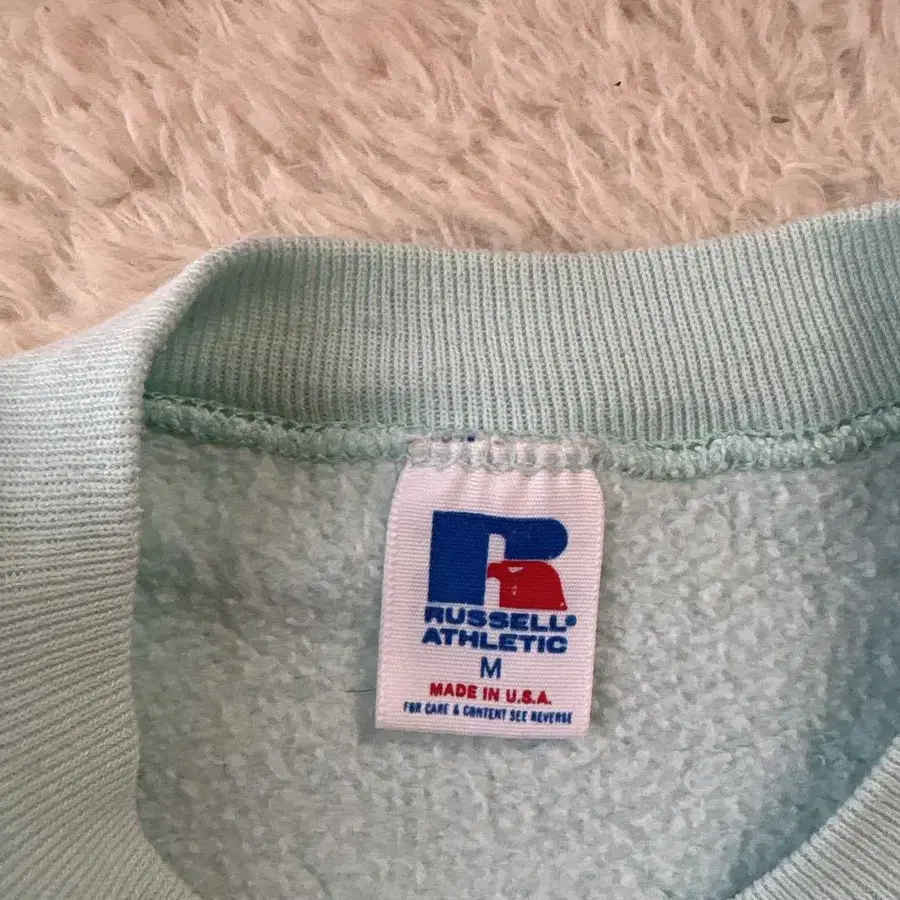 R
RUSSELL®
ATHLETIC
M
MADE IN U.S.A.
FOR CARE & CONTENT SEE REVERSE